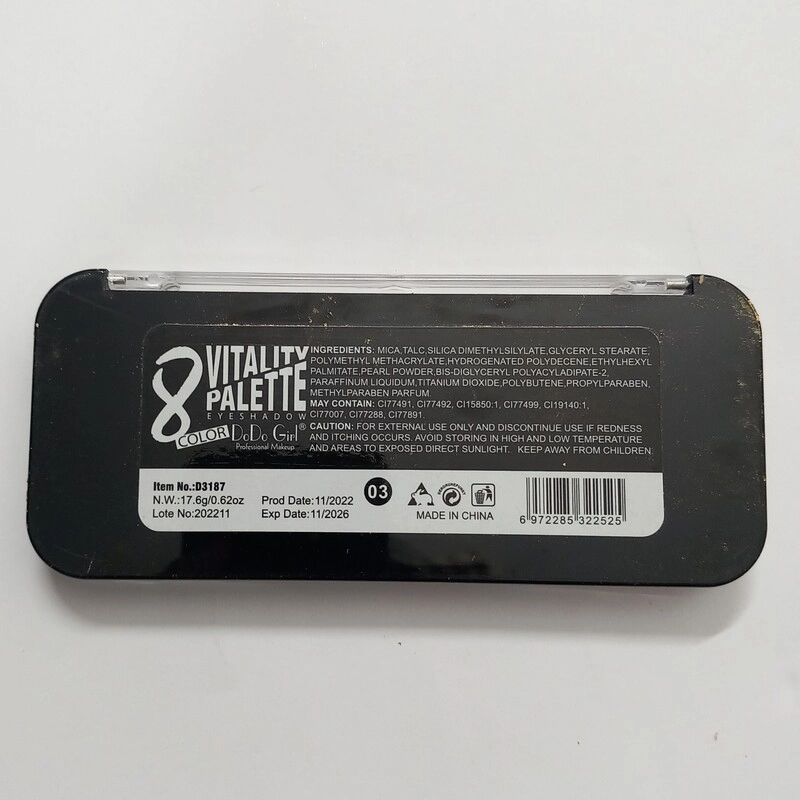 8 COLOR
VITALITY
PALETTE
EYESHADOW
DoDo Girl®
Professional Makeup
INGREDIENTS: MICA,TALC,SILICA DIMETHYLSILYLATE,GLYCERYL STEARATE,
POLYMETHYL METHACRYLATE,HYDROGENATED POLYDECENE,ETHYLHEXYL
PALMITATE,PEARL POWDER,BIS-DIGLYCERYL POLYACYLADIPATE-2,
PARAFFINUM LIQUIDUM,TITANIUM DIOXIDE,POLYBUTENE,PROPYLPARABEN,
METHYLPARABEN PARFUM.
MAY CONTAIN: CI77491, CI77492, CI15850:1, CI77499, CI19140:1,
CI77007, CI77288, CI77891.
CAUTION: FOR EXTERNAL USE ONLY AND DISCONTINUE USE IF REDNESS
AND ITCHING OCCURS. AVOID STORING IN HIGH AND LOW TEMPERATURE
AND AREAS TO EXPOSED DIRECT SUNLIGHT. KEEP AWAY FROM CHILDREN.
Item No.:D3187
N.W.:17.6g/0.62oz Prod Date:11/2022
Lote No:202211 Exp Date:11/2026
03
MADE IN CHINA
6 972285 322525